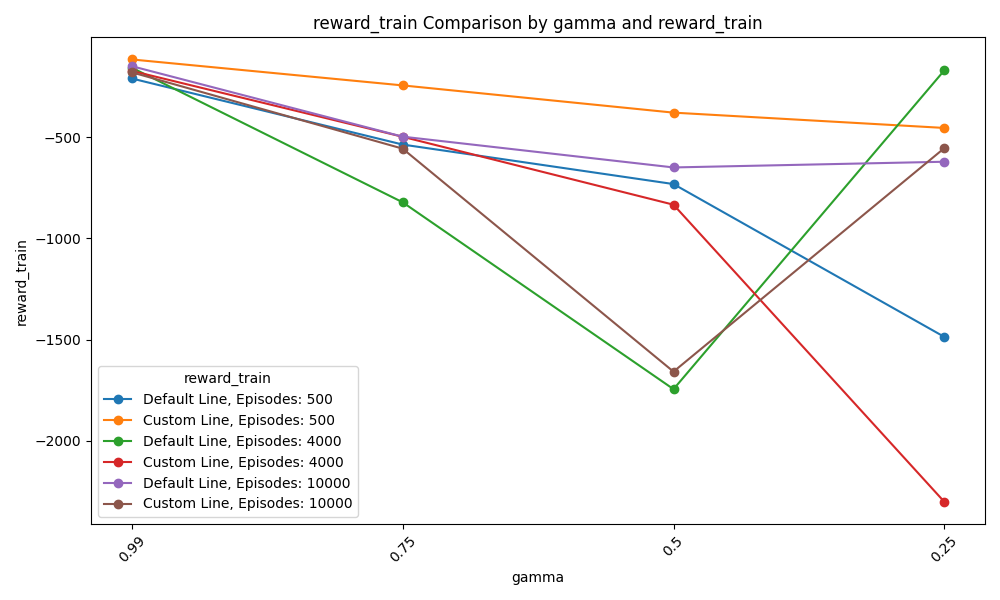 reward_train Comparison by gamma and reward_train
reward_train
−500
−1000
−1500
−2000
reward_train
Default Line, Episodes: 500
Custom Line, Episodes: 500
Default Line, Episodes: 4000
Custom Line, Episodes: 4000
Default Line, Episodes: 10000
Custom Line, Episodes: 10000
0.99
0.75
0.5
0.25
gamma